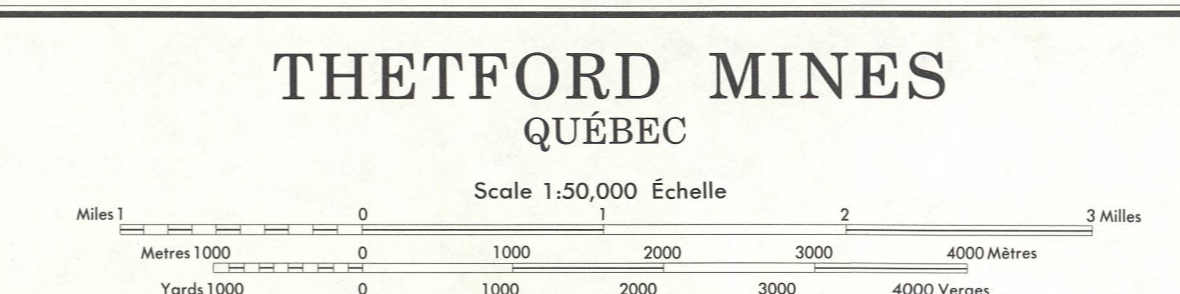 THETFORD MINES
QUÉBEC
Scale 1:50,000 Échelle
Miles 1 0 1 2 3 Milles
Metres 1000 0 1000 2000 3000 4000 Mètres
Yards 1000 0 1000 2000 3000 4000 Verges